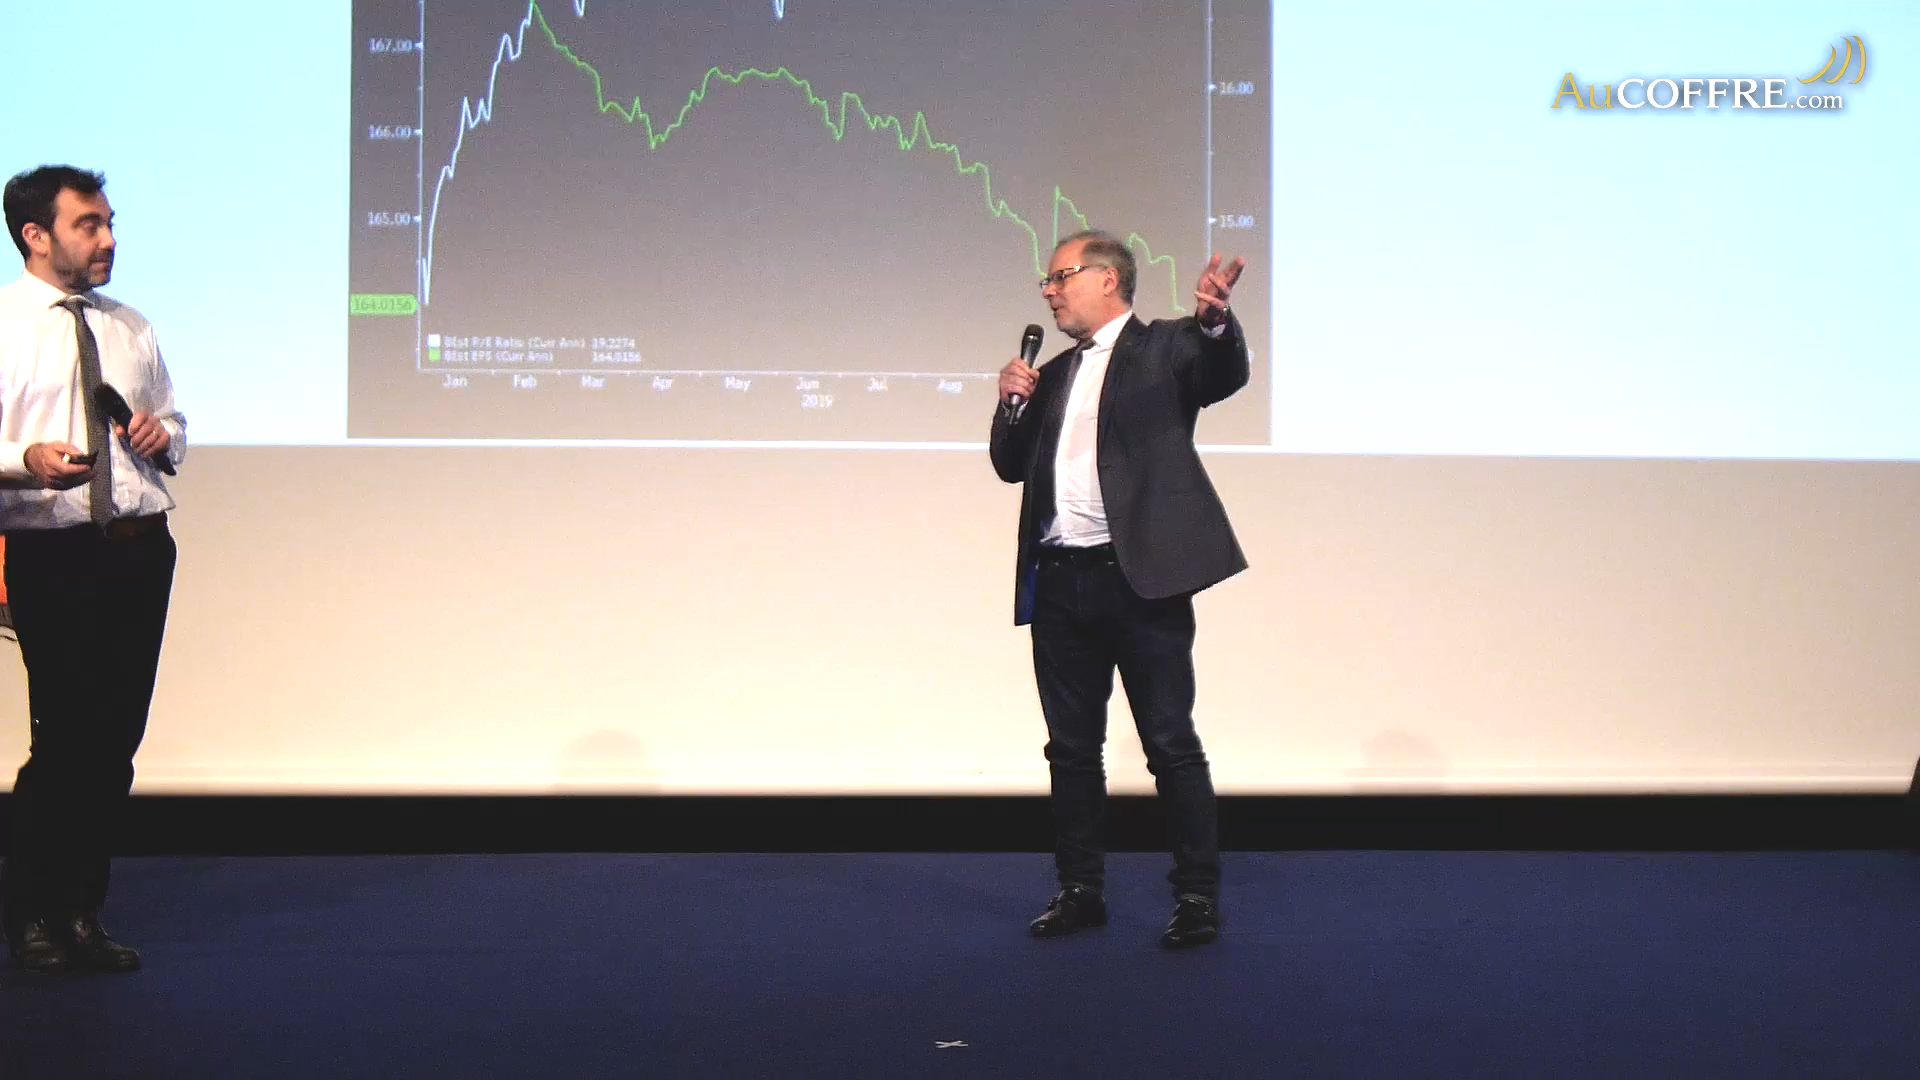 167.00
16.00
AuCOFFRE.com
166.00
165.00
15.00
164.0156
BEst P/E Ratio (Curr Ann) 19.2274
BEst EPS (Curr Ann) 164.0156
Jan Feb Mar Apr May Jun Jul Aug
2019